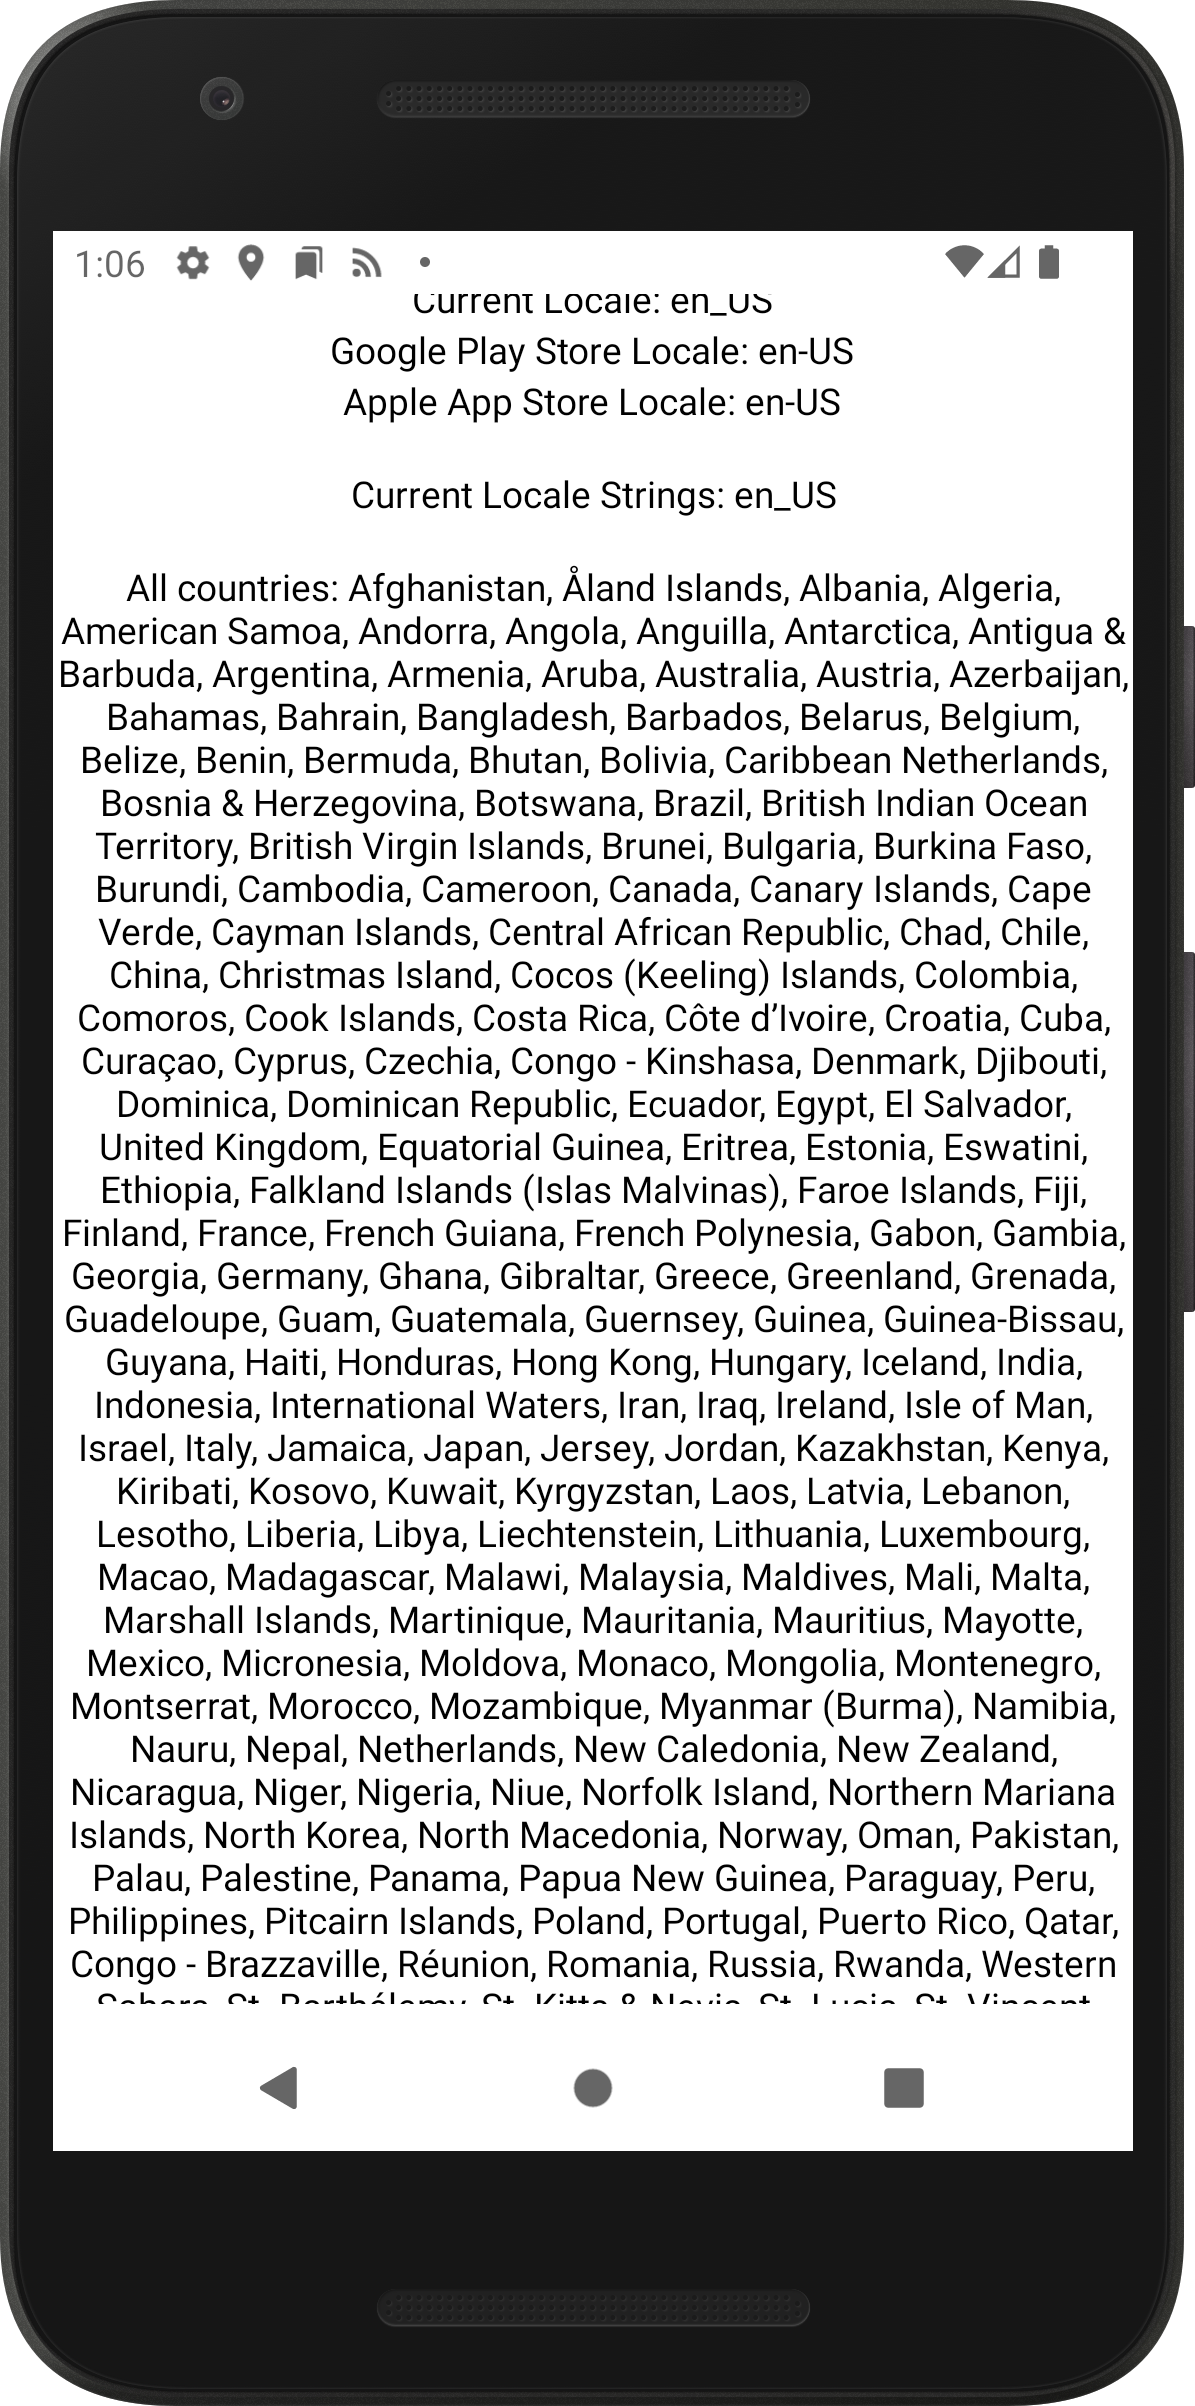 1:06
Current Locale: en_US
Google Play Store Locale: en-US
Apple App Store Locale: en-US
Current Locale Strings: en_US
All countries: Afghanistan, Åland Islands, Albania, Algeria,
American Samoa, Andorra, Angola, Anguilla, Antarctica, Antigua &
Barbuda, Argentina, Armenia, Aruba, Australia, Austria, Azerbaijan,
Bahamas, Bahrain, Bangladesh, Barbados, Belarus, Belgium,
Belize, Benin, Bermuda, Bhutan, Bolivia, Caribbean Netherlands,
Bosnia & Herzegovina, Botswana, Brazil, British Indian Ocean
Territory, British Virgin Islands, Brunei, Bulgaria, Burkina Faso,
Burundi, Cambodia, Cameroon, Canada, Canary Islands, Cape
Verde, Cayman Islands, Central African Republic, Chad, Chile,
China, Christmas Island, Cocos (Keeling) Islands, Colombia,
Comoros, Cook Islands, Costa Rica, Côte d’Ivoire, Croatia, Cuba,
Curaçao, Cyprus, Czechia, Congo - Kinshasa, Denmark, Djibouti,
Dominica, Dominican Republic, Ecuador, Egypt, El Salvador,
United Kingdom, Equatorial Guinea, Eritrea, Estonia, Eswatini,
Ethiopia, Falkland Islands (Islas Malvinas), Faroe Islands, Fiji,
Finland, France, French Guiana, French Polynesia, Gabon, Gambia,
Georgia, Germany, Ghana, Gibraltar, Greece, Greenland, Grenada,
Guadeloupe, Guam, Guatemala, Guernsey, Guinea, Guinea-Bissau,
Guyana, Haiti, Honduras, Hong Kong, Hungary, Iceland, India,
Indonesia, International Waters, Iran, Iraq, Ireland, Isle of Man,
Israel, Italy, Jamaica, Japan, Jersey, Jordan, Kazakhstan, Kenya,
Kiribati, Kosovo, Kuwait, Kyrgyzstan, Laos, Latvia, Lebanon,
Lesotho, Liberia, Libya, Liechtenstein, Lithuania, Luxembourg,
Macao, Madagascar, Malawi, Malaysia, Maldives, Mali, Malta,
Marshall Islands, Martinique, Mauritania, Mauritius, Mayotte,
Mexico, Micronesia, Moldova, Monaco, Mongolia, Montenegro,
Montserrat, Morocco, Mozambique, Myanmar (Burma), Namibia,
Nauru, Nepal, Netherlands, New Caledonia, New Zealand,
Nicaragua, Niger, Nigeria, Niue, Norfolk Island, Northern Mariana
Islands, North Korea, North Macedonia, Norway, Oman, Pakistan,
Palau, Palestine, Panama, Papua New Guinea, Paraguay, Peru,
Philippines, Pitcairn Islands, Poland, Portugal, Puerto Rico, Qatar,
Congo - Brazzaville, Réunion, Romania, Russia, Rwanda, Western
Sahara, St. Barthélemy, St. Kitts & Nevis, St. Lucia, St. Vincent